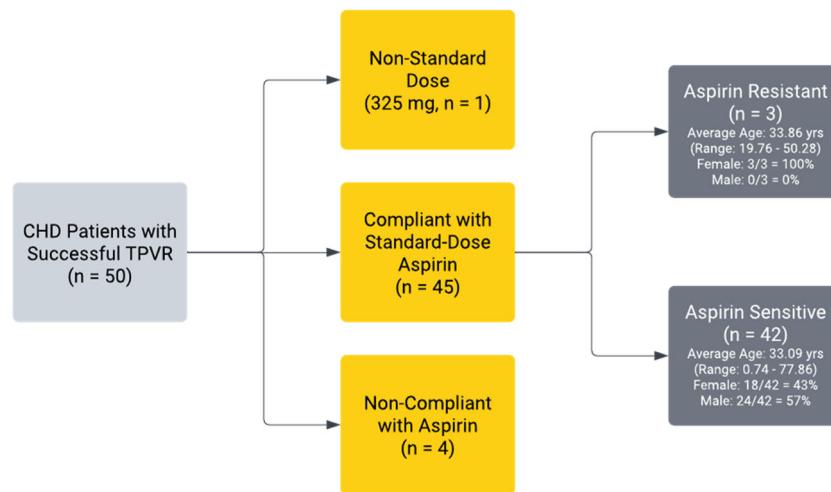 CHD Patients with
Successful TPVR
(n = 50)
Non-Standard
Dose
(325 mg, n = 1)
Compliant with
Standard-Dose
Aspirin
(n = 45)
Non-Compliant
with Aspirin
(n = 4)
Aspirin Resistant
(n = 3)
Average Age: 33.86 yrs
(Range: 19.76 - 50.28)
Female: 3/3 = 100%
Male: 0/3 = 0%
Aspirin Sensitive
(n = 42)
Average Age: 33.09 yrs
(Range: 0.74 - 77.86)
Female: 18/42 = 43%
Male: 24/42 = 57%